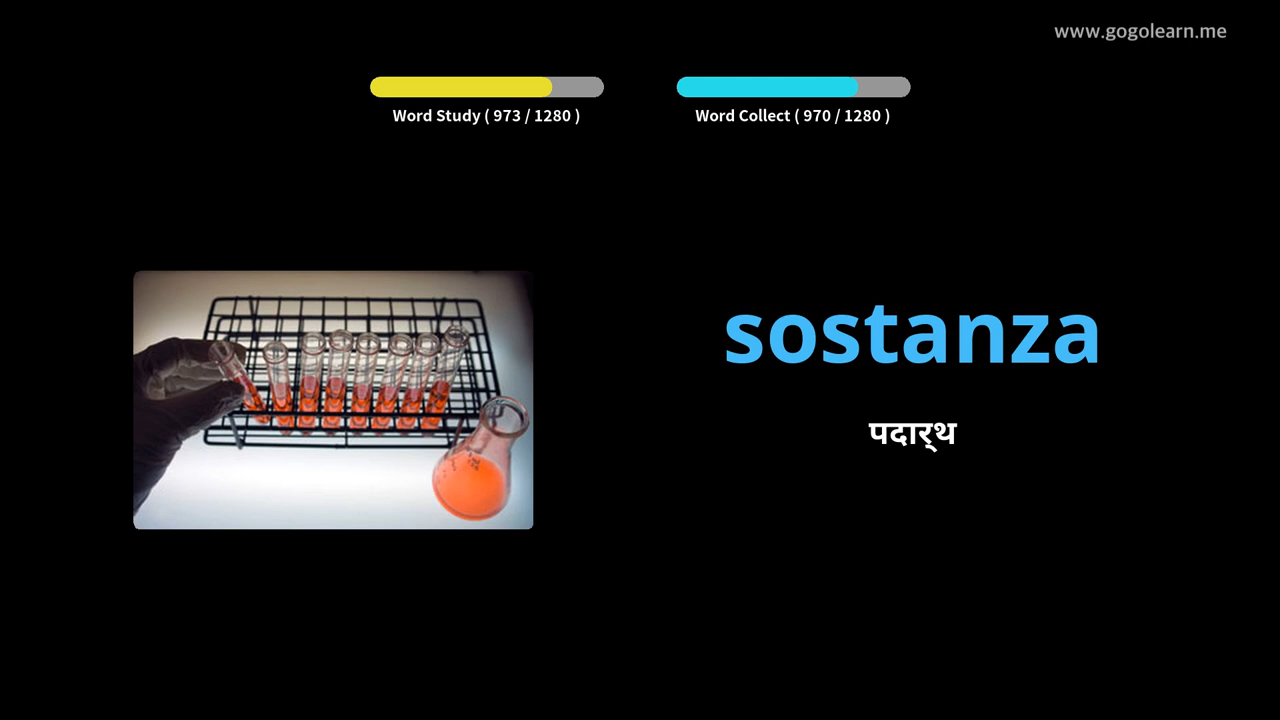 www.gogolearn.me
Word Study ( 973 / 1280 )
Word Collect ( 970 / 1280 )
sostanza
पदार्‍थ